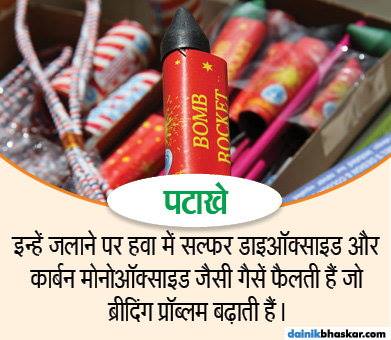 BOMB
ROCKET
पटाखे
इन्हें जलाने पर हवा में सल्फर डाइऑक्साइड और
कार्बन मोनोऑक्साइड जैसी गैसें फैलती हैं जो
ब्रीदिंग प्रॉब्लम बढ़ाती हैं।
dainikbhaskar.com